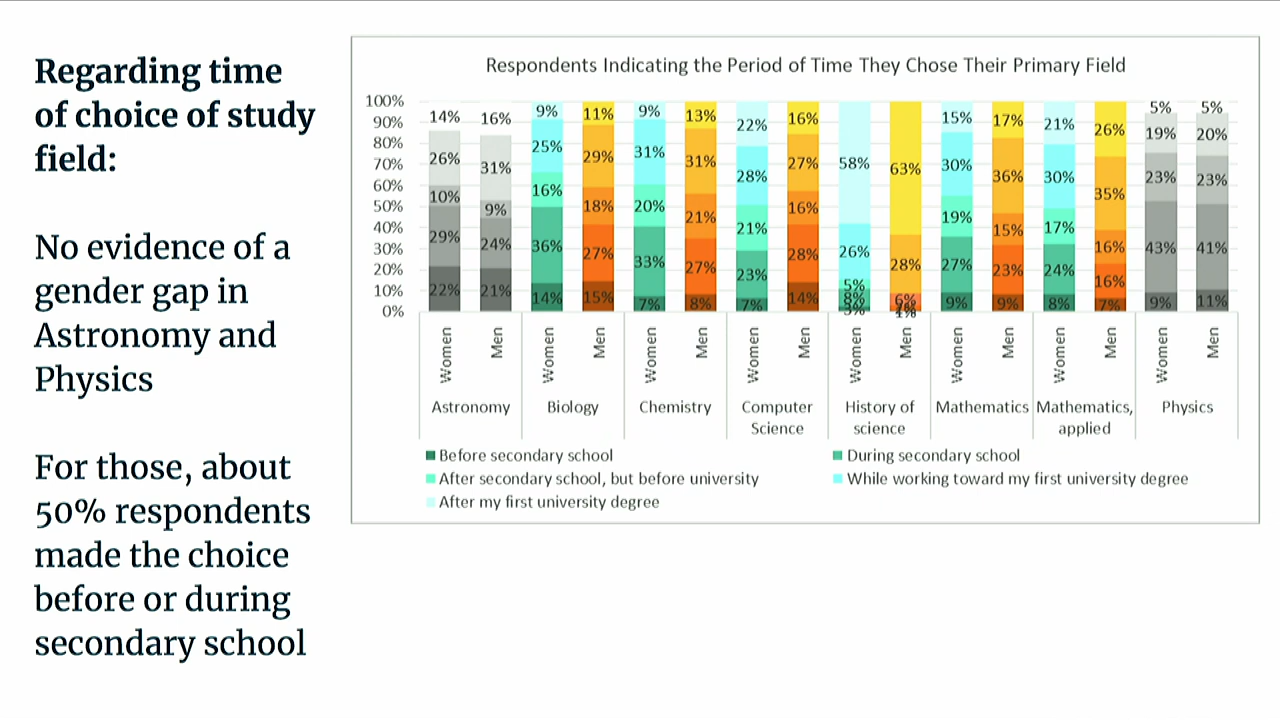 Regarding time
of choice of study
field:
No evidence of a
gender gap in
Astronomy and
Physics
For those, about
50% respondents
made the choice
before or during
secondary school
Respondents Indicating the Period of Time They Chose Their Primary Field
100%
90%
80%
70%
60%
50%
40%
30%
20%
10%
0%
14% 26% 10% 29% 22%
16% 31% 9% 24% 21%
9% 25% 16% 36% 14%
11% 29% 18% 27% 15%
9% 31% 20% 33% 7%
13% 31% 21% 27% 8%
22% 28% 21% 23% 7%
16% 27% 16% 28% 14%
58% 26% 5% 8% 3%
63% 28% 6% 1%
15% 30% 19% 27% 9%
17% 36% 15% 23% 9%
21% 30% 17% 24% 8%
26% 35% 16% 16% 7%
5% 19% 23% 43% 9%
5% 20% 23% 41% 11%
Women Men Women Men Women Men Women Men Women Men Women Men Women Men Women Men
Astronomy Biology Chemistry Computer History of Mathematics Mathematics, Physics
Science science applied
Before secondary school During secondary school
After secondary school, but before university While working toward my first university degree
After my first university degree